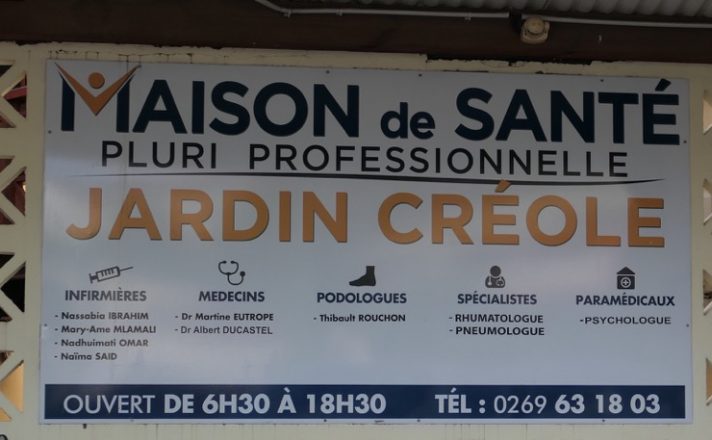 MAISON de SANTÉ
PLURI PROFESSIONNELLE
JARDIN CRÉOLE
INFIRMIÈRES
- Nassabia IBRAHIM
- Mary-Ame MLAMALI
- Nadhuimati OMAR
- Naïma SAID
MEDECINS
- Dr Martine EUTROPE
- Dr Albert DUCASTEL
PODOLOGUES
- Thibault ROUCHON
SPÉCIALISTES
- RHUMATOLOGUE
- PNEUMOLOGUE
PARAMÉDICAUX
- PSYCHOLOGUE
OUVERT DE 6H30 À 18H30 TÉL : 0269 63 18 03